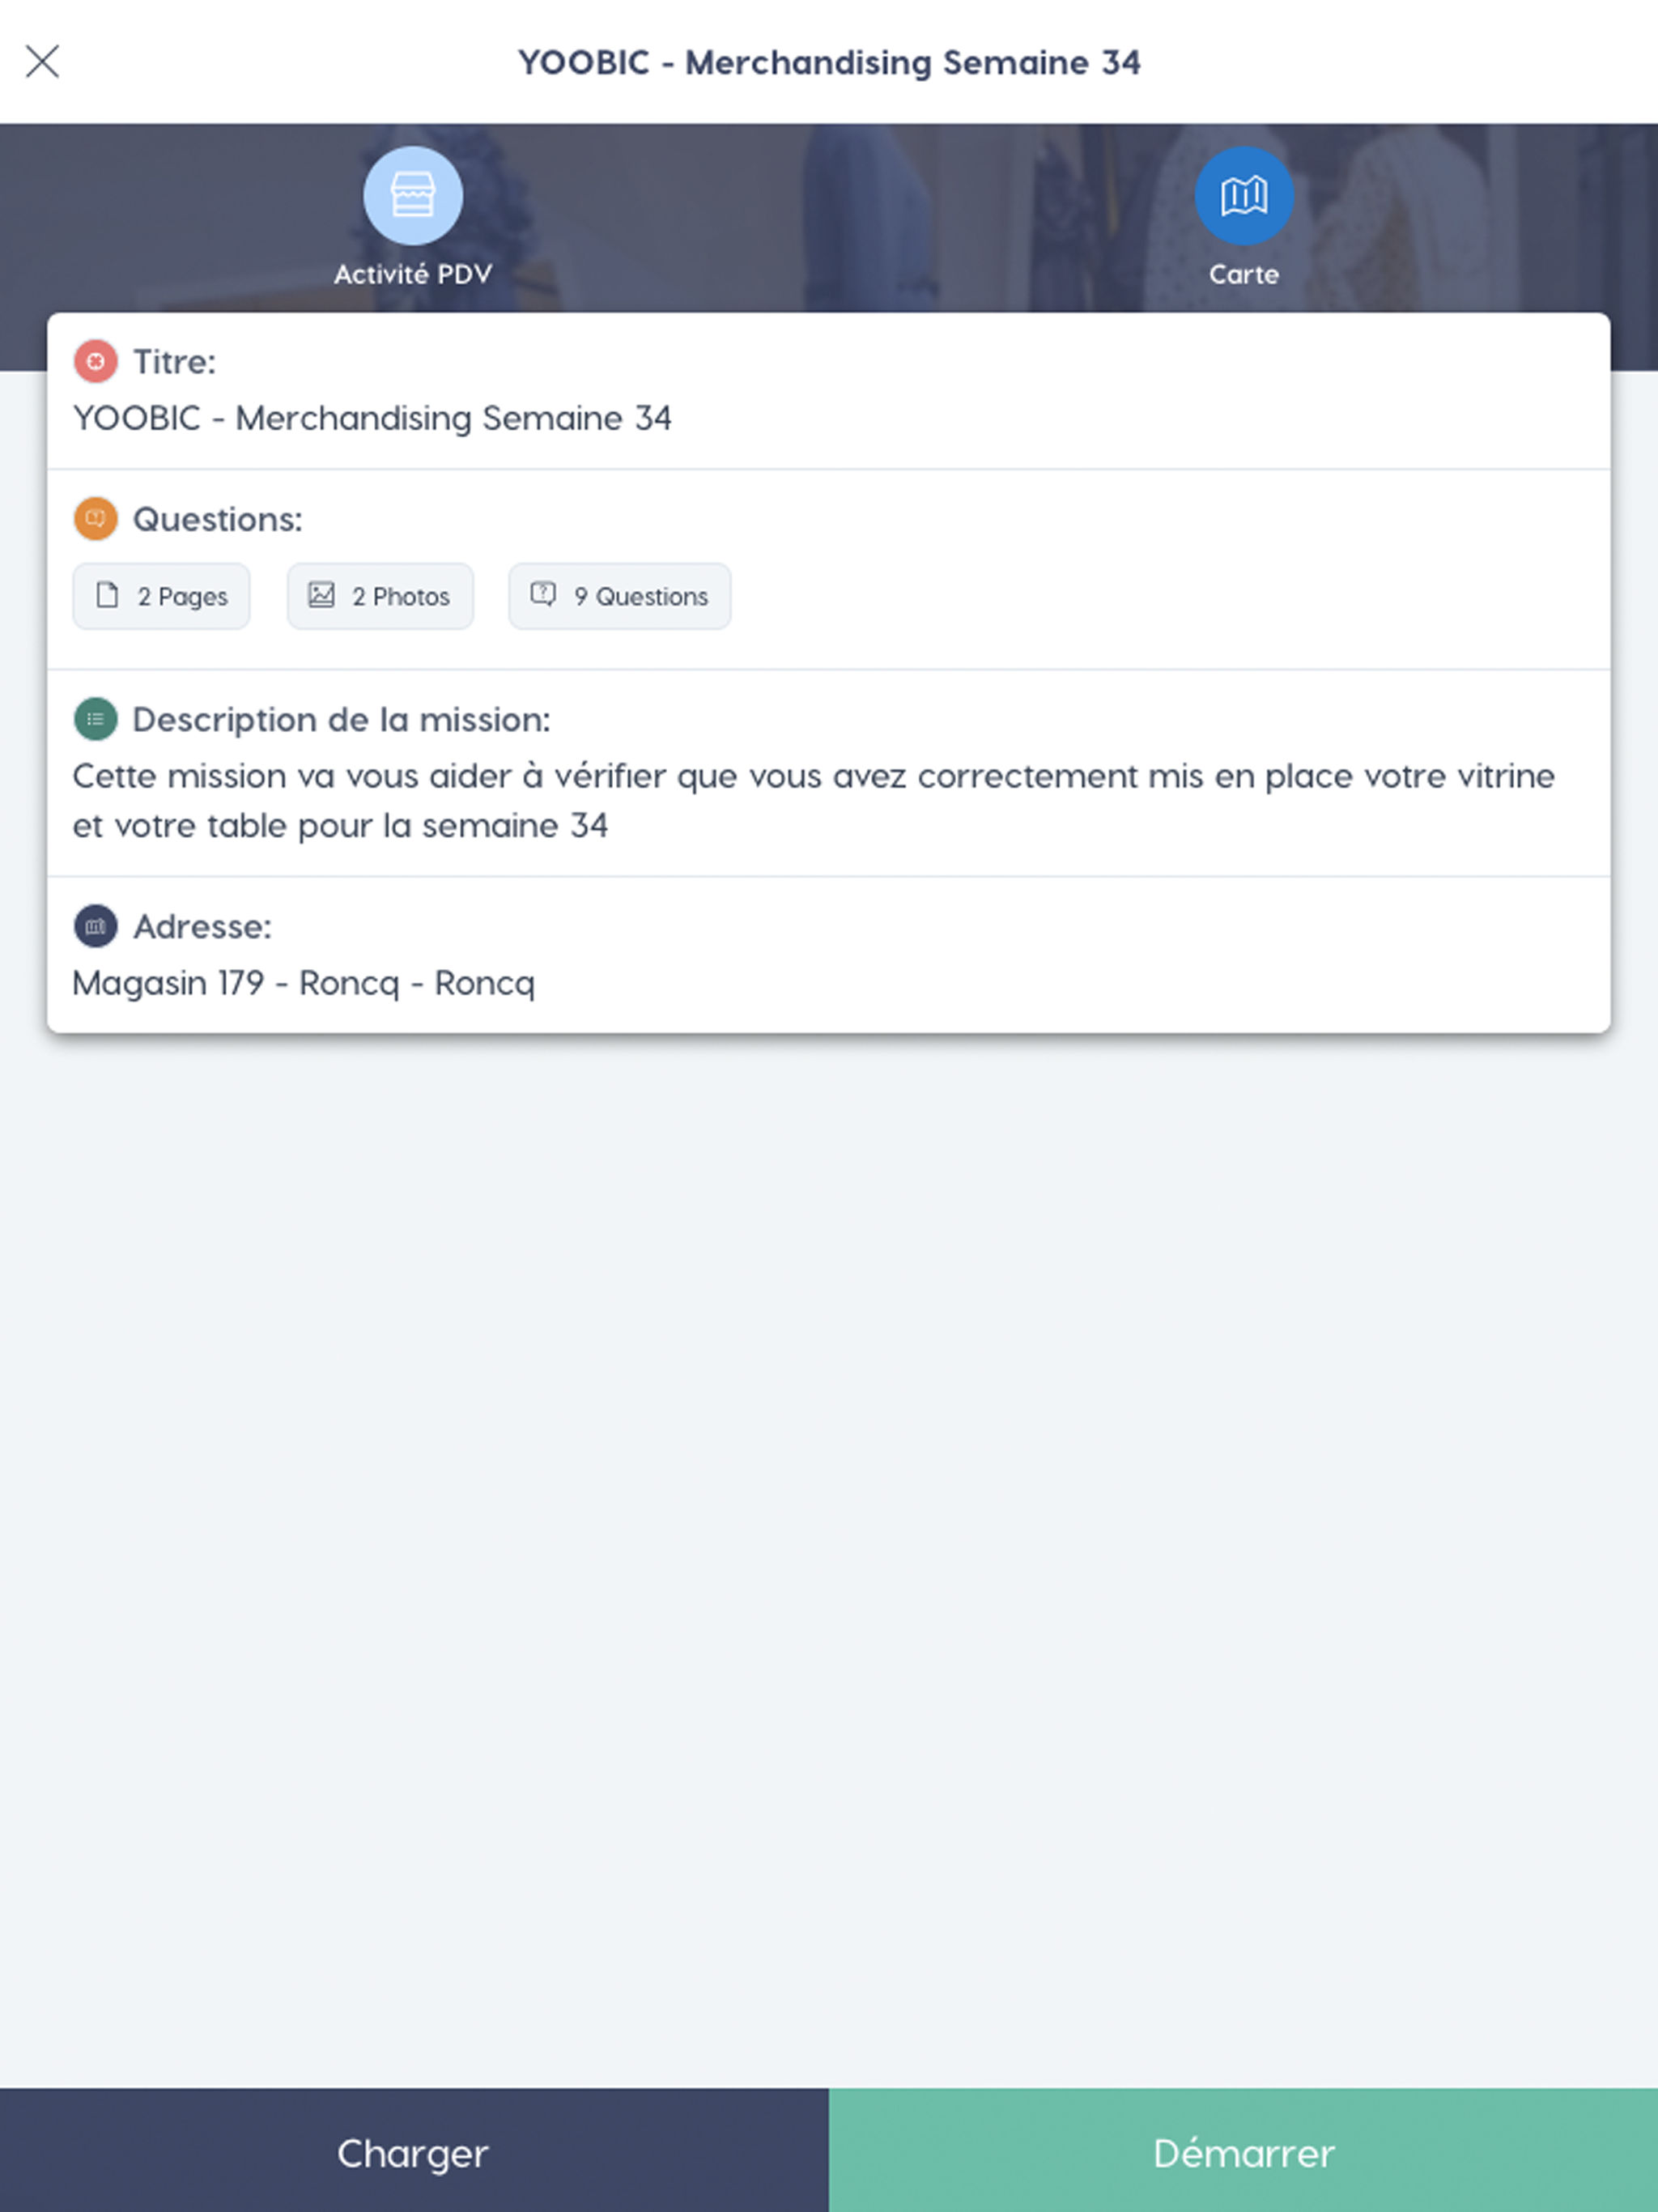 YOOBIC - Merchandising Semaine 34
Activité PDV
Carte
Titre:
YOOBIC - Merchandising Semaine 34
Questions:
2 Pages
2 Photos
9 Questions
Description de la mission:
Cette mission va vous aider à vérifier que vous avez correctement mis en place votre vitrine
et votre table pour la semaine 34
Adresse:
Magasin 179 - Roncq - Roncq
Charger
Démarrer